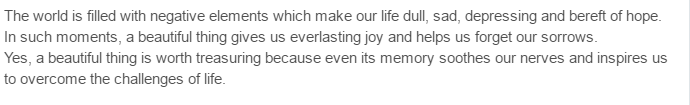 The world is filled with negative elements which make our life dull, sad, depressing and bereft of hope.
In such moments, a beautiful thing gives us everlasting joy and helps us forget our sorrows.
Yes, a beautiful thing is worth treasuring because even its memory soothes our nerves and inspires us
to overcome the challenges of life.